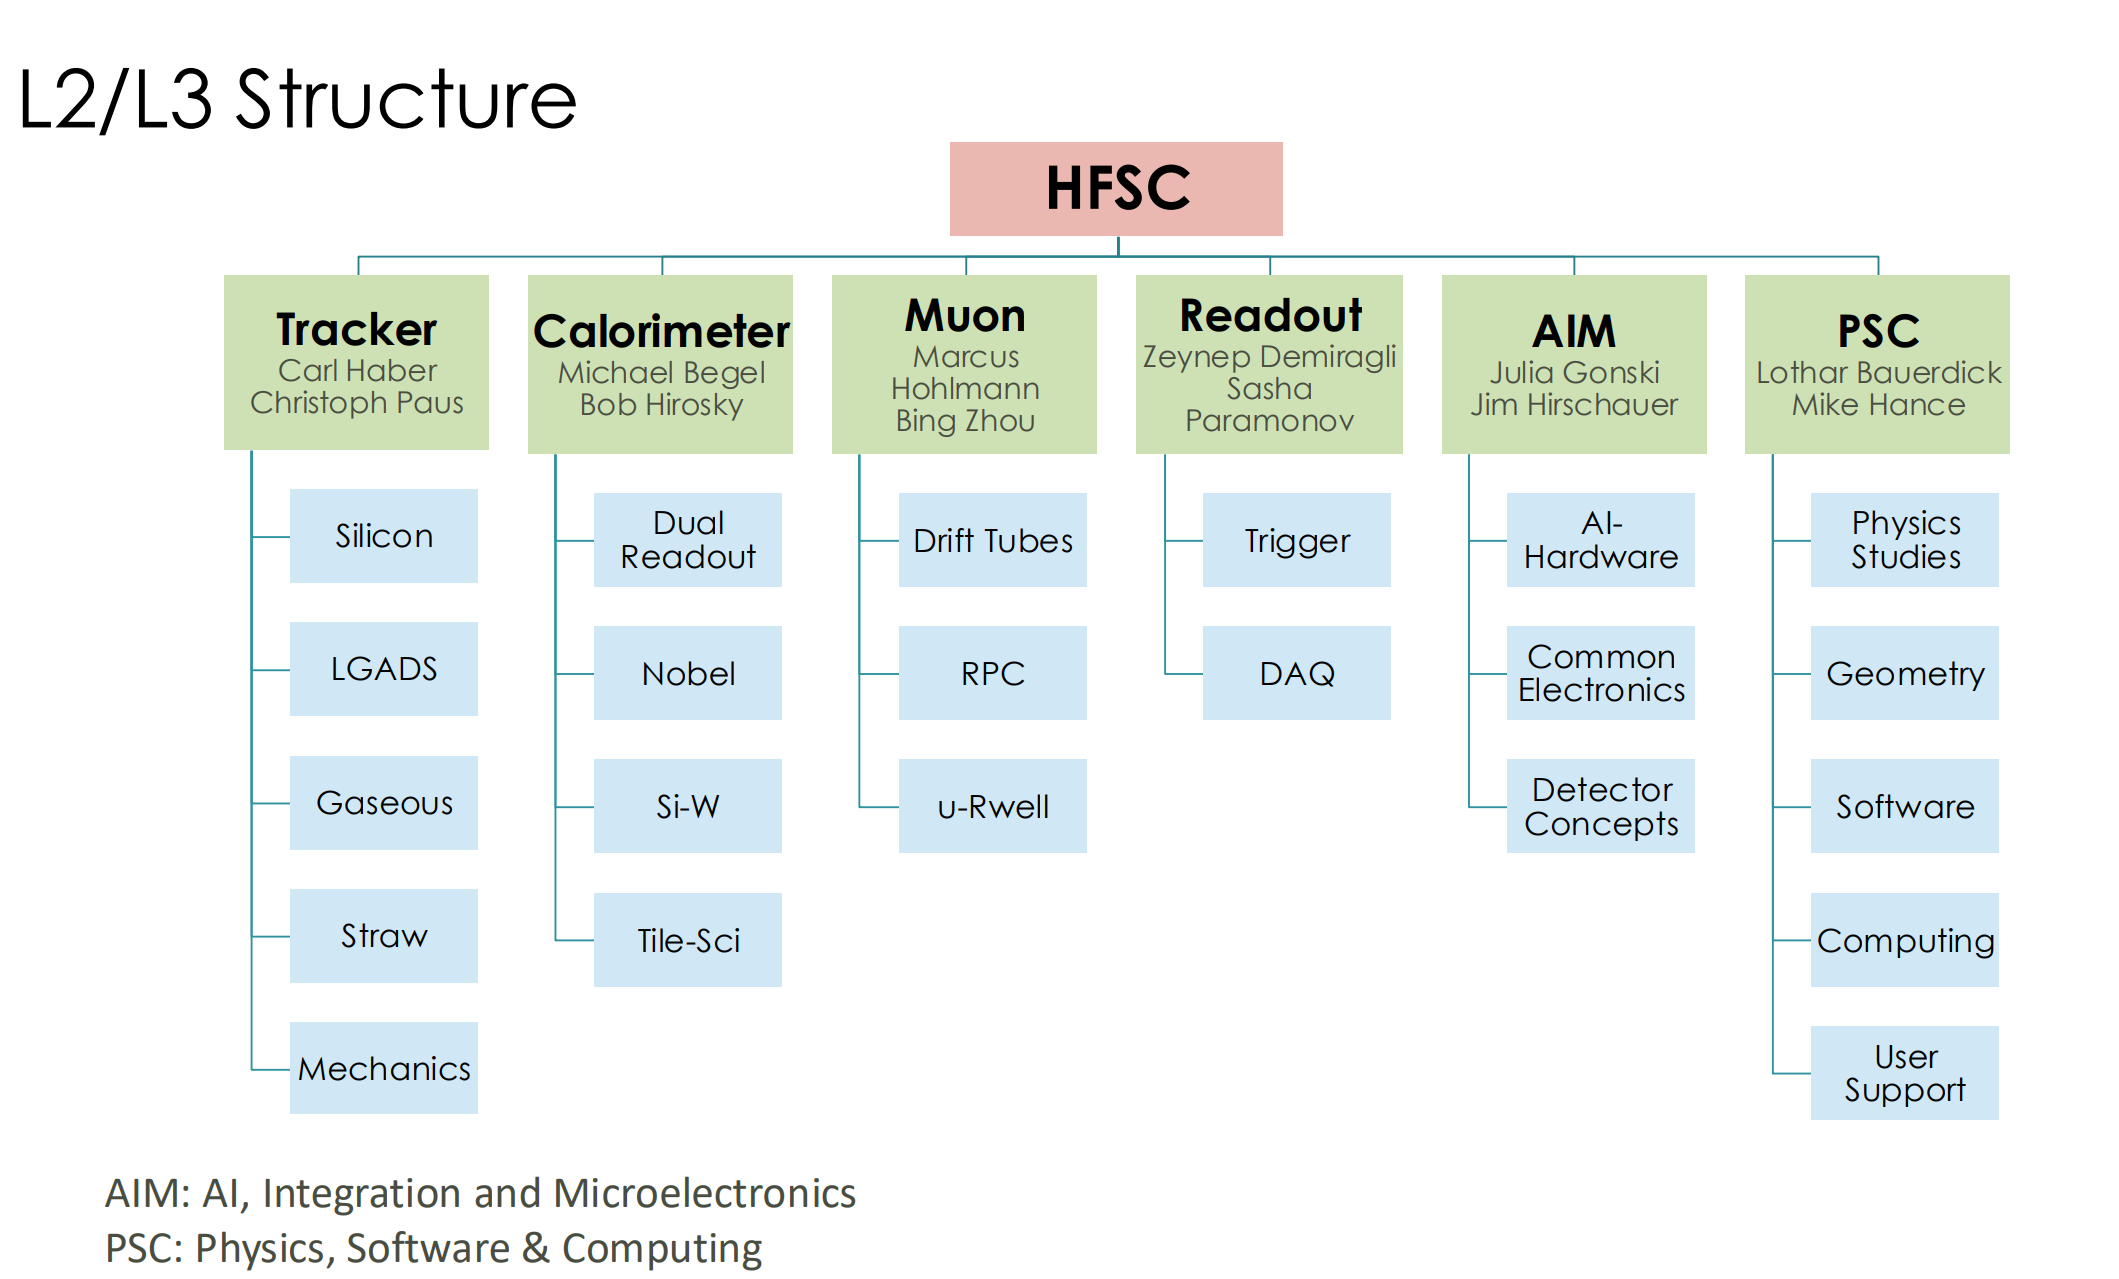 L2/L3 Structure
HFSC
Tracker
Carl Haber
Christoph Paus
Silicon
LGADS
Gaseous
Straw
Mechanics
Calorimeter
Michael Begel
Bob Hirosky
Dual
Readout
Nobel
Si-W
Tile-Sci
Muon
Marcus
Hohlmann
Bing Zhou
Drift Tubes
RPC
u-Rwell
Readout
Zeynep Demiragli
Sasha
Paramonov
Trigger
DAQ
AIM
Julia Gonski
Jim Hirschauer
AI-
Hardware
Common
Electronics
Detector
Concepts
PSC
Lothar Bauerdick
Mike Hance
Physics
Studies
Geometry
Software
Computing
User
Support
AIM: AI, Integration and Microelectronics
PSC: Physics, Software & Computing